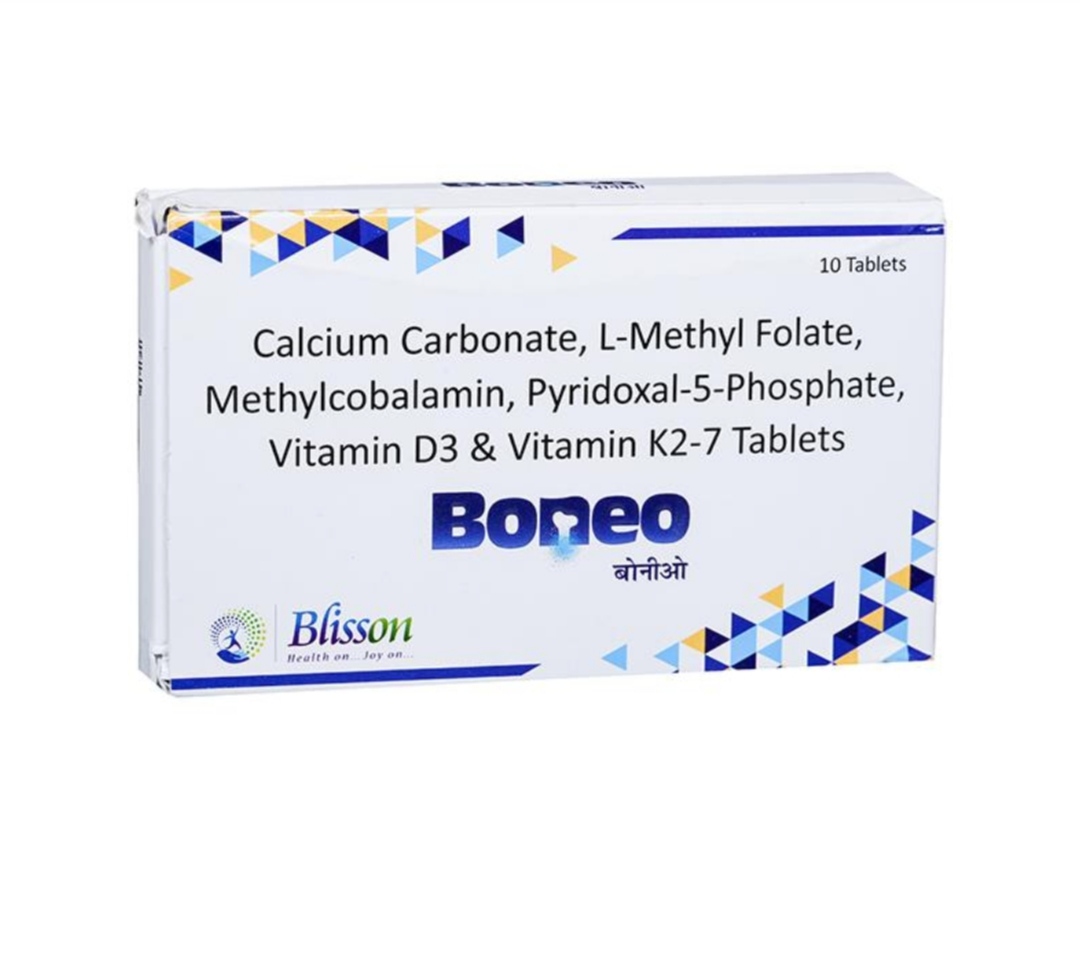 Boneo
10 Tablets
Calcium Carbonate, L-Methyl Folate,
Methylcobalamin, Pyridoxal-5-Phosphate,
Vitamin D3 & Vitamin K2-7 Tablets
Boneo
बोनीओ
Blisson
Health on... Joy on...